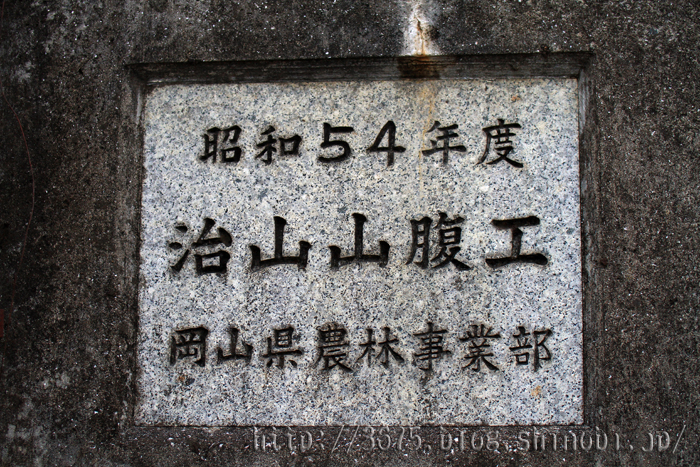 昭和54年度
治山山腹工
岡山県農林事業部
http://3575.blog.shinobi.jp/